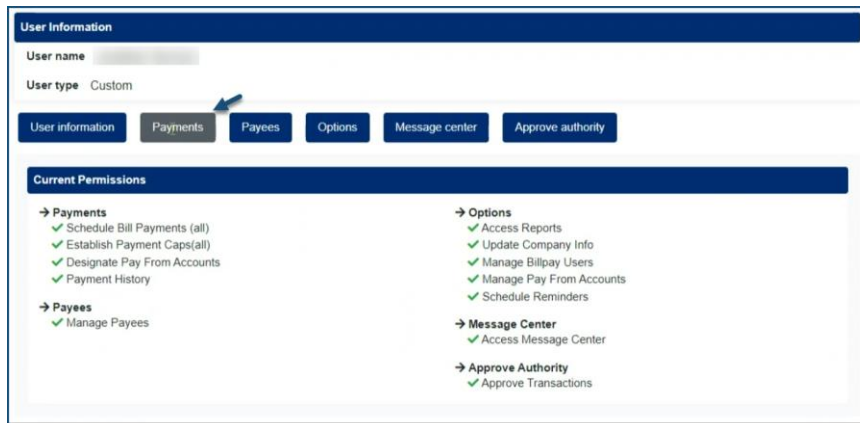 User Information
User name
User type Custom
User information Payments Payees Options Message center Approve authority
Current Permissions
→ Payments
✓ Schedule Bill Payments (all)
✓ Establish Payment Caps(all)
✓ Designate Pay From Accounts
✓ Payment History
→ Payees
✓ Manage Payees
→ Options
✓ Access Reports
✓ Update Company Info
✓ Manage Billpay Users
✓ Manage Pay From Accounts
✓ Schedule Reminders
→ Message Center
✓ Access Message Center
→ Approve Authority
✓ Approve Transactions